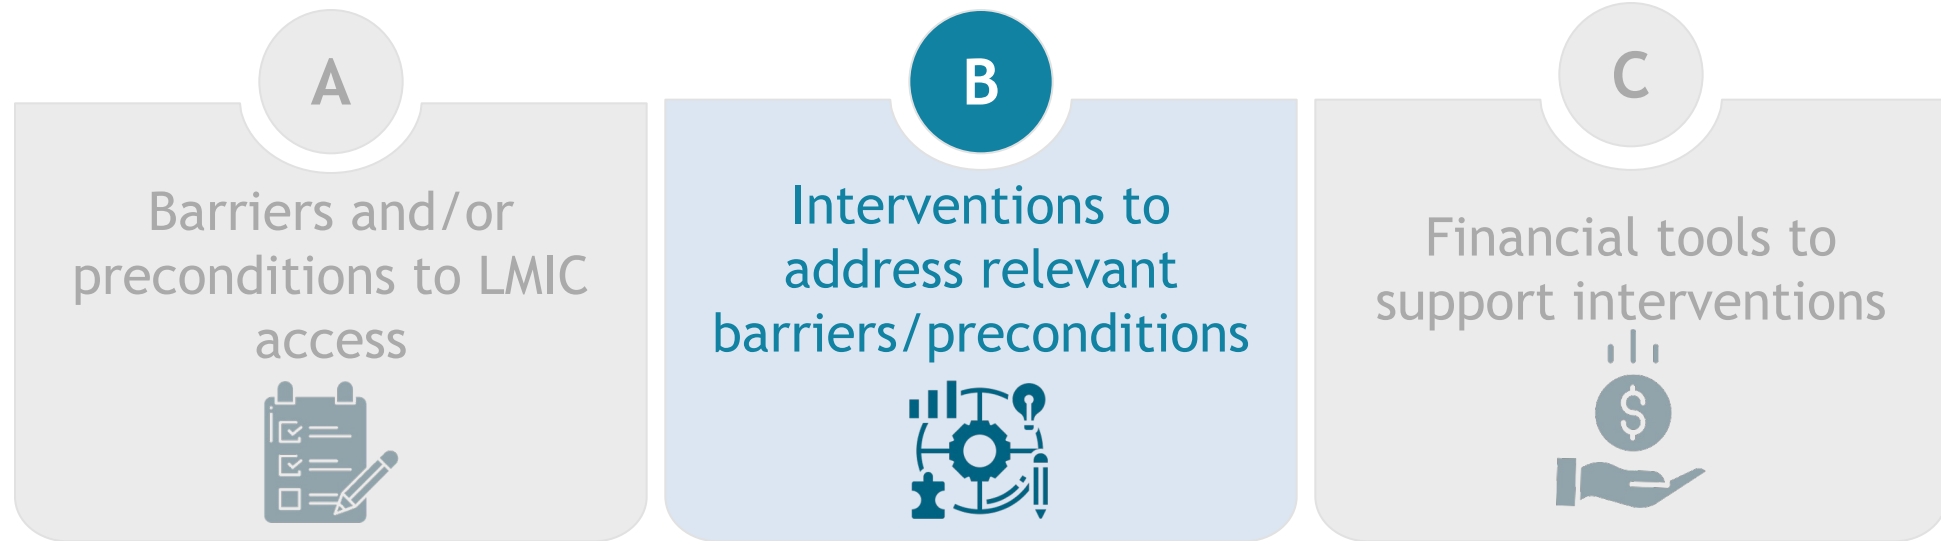 A
Barriers and/or
preconditions to LMIC
access
B
Interventions to
address relevant
barriers/preconditions
C
Financial tools to
support interventions
$